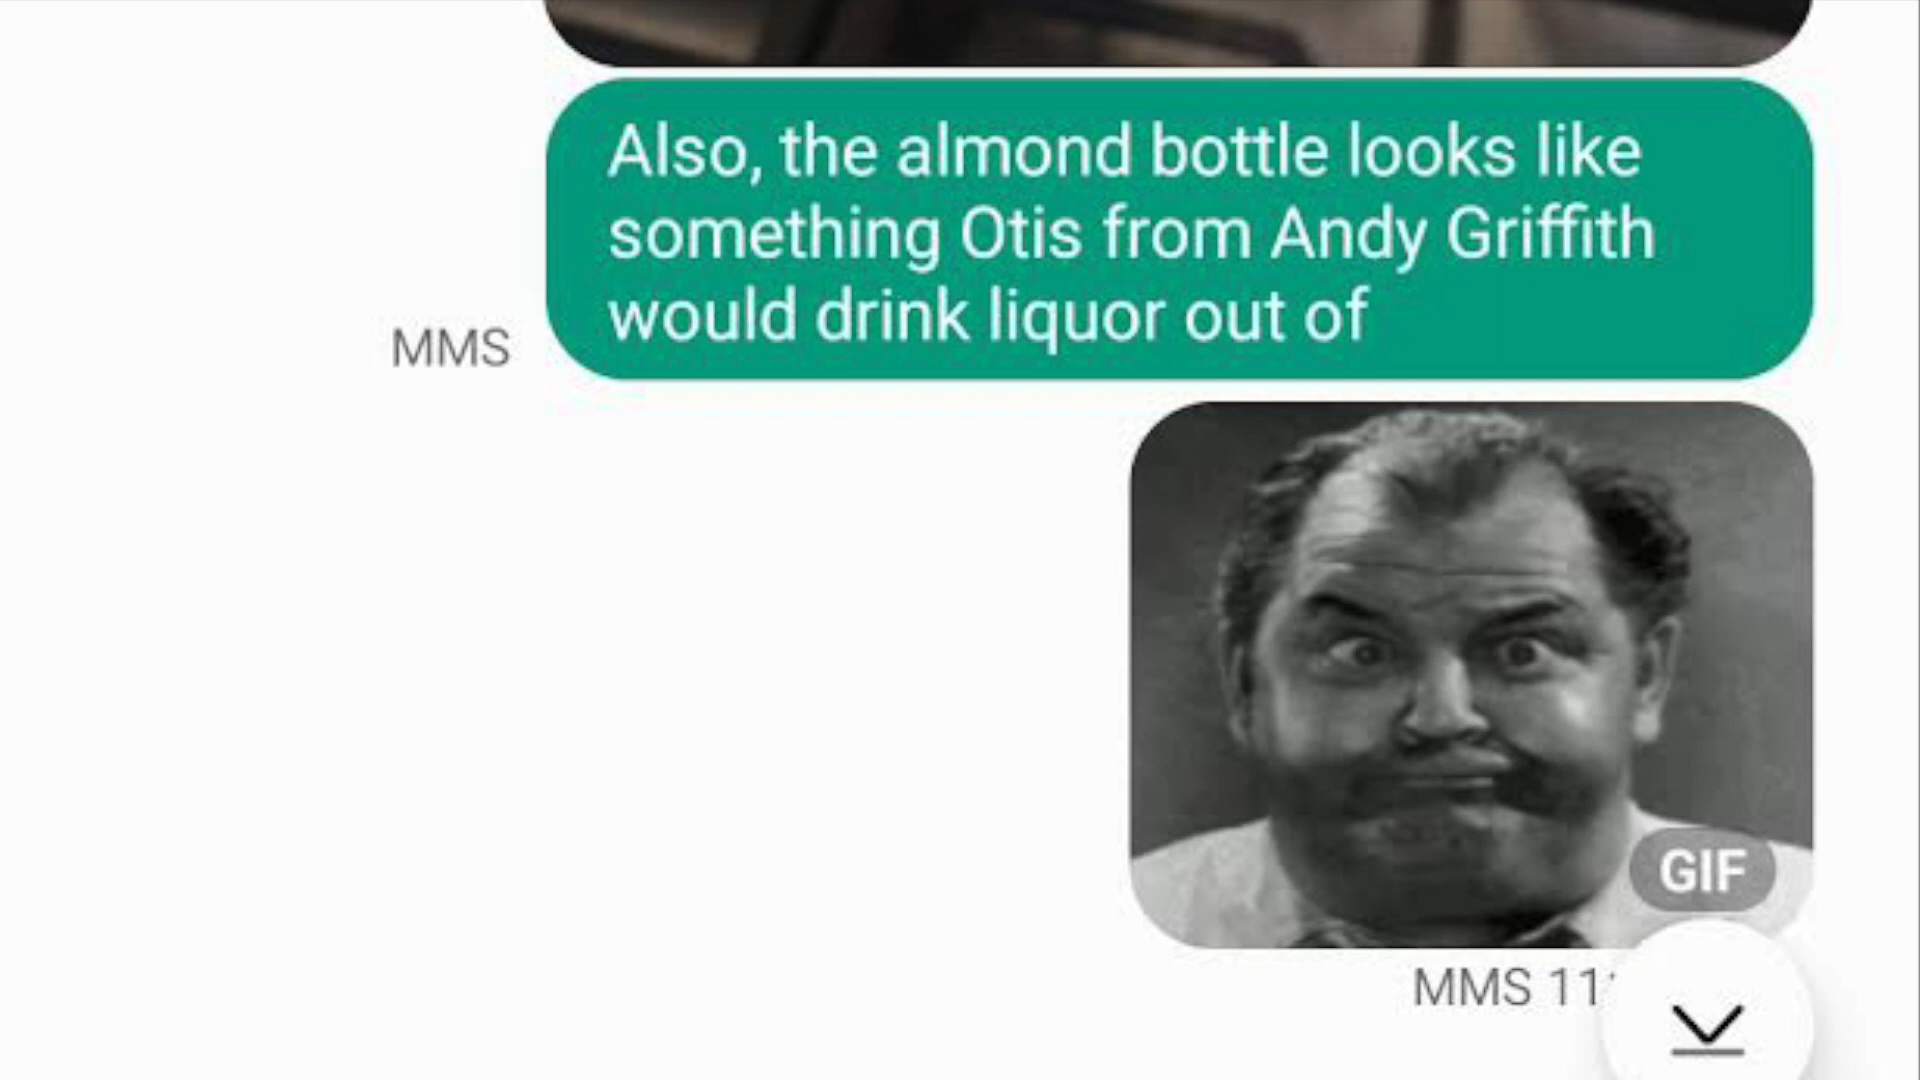 Also, the almond bottle looks like
something Otis from Andy Griffith
would drink liquor out of
MMS
GIF
MMS